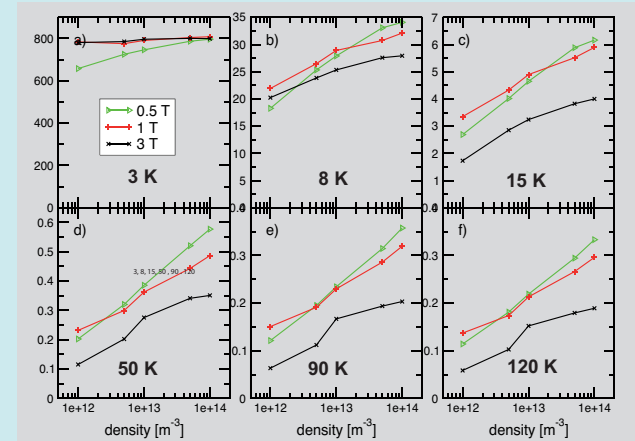 800
600
400
200
0
a)
0.5 T
1 T
3 T
3 K
35
30
25
20
15
10
5
0
b)
8 K
7
6
5
4
3
2
1
0
c)
15 K
0.6
0.5
0.4
0.3
0.2
0.1
0
d)
3, 8, 15, 50 , 90 , 120
50 K
1e+12 1e+13 1e+14
density [m⁻³]
0.4
0.3
0.2
0.1
0
e)
90 K
1e+12 1e+13 1e+14
density [m⁻³]
0.4
0.3
0.2
0.1
0
f)
120 K
1e+12 1e+13 1e+14
density [m⁻³]